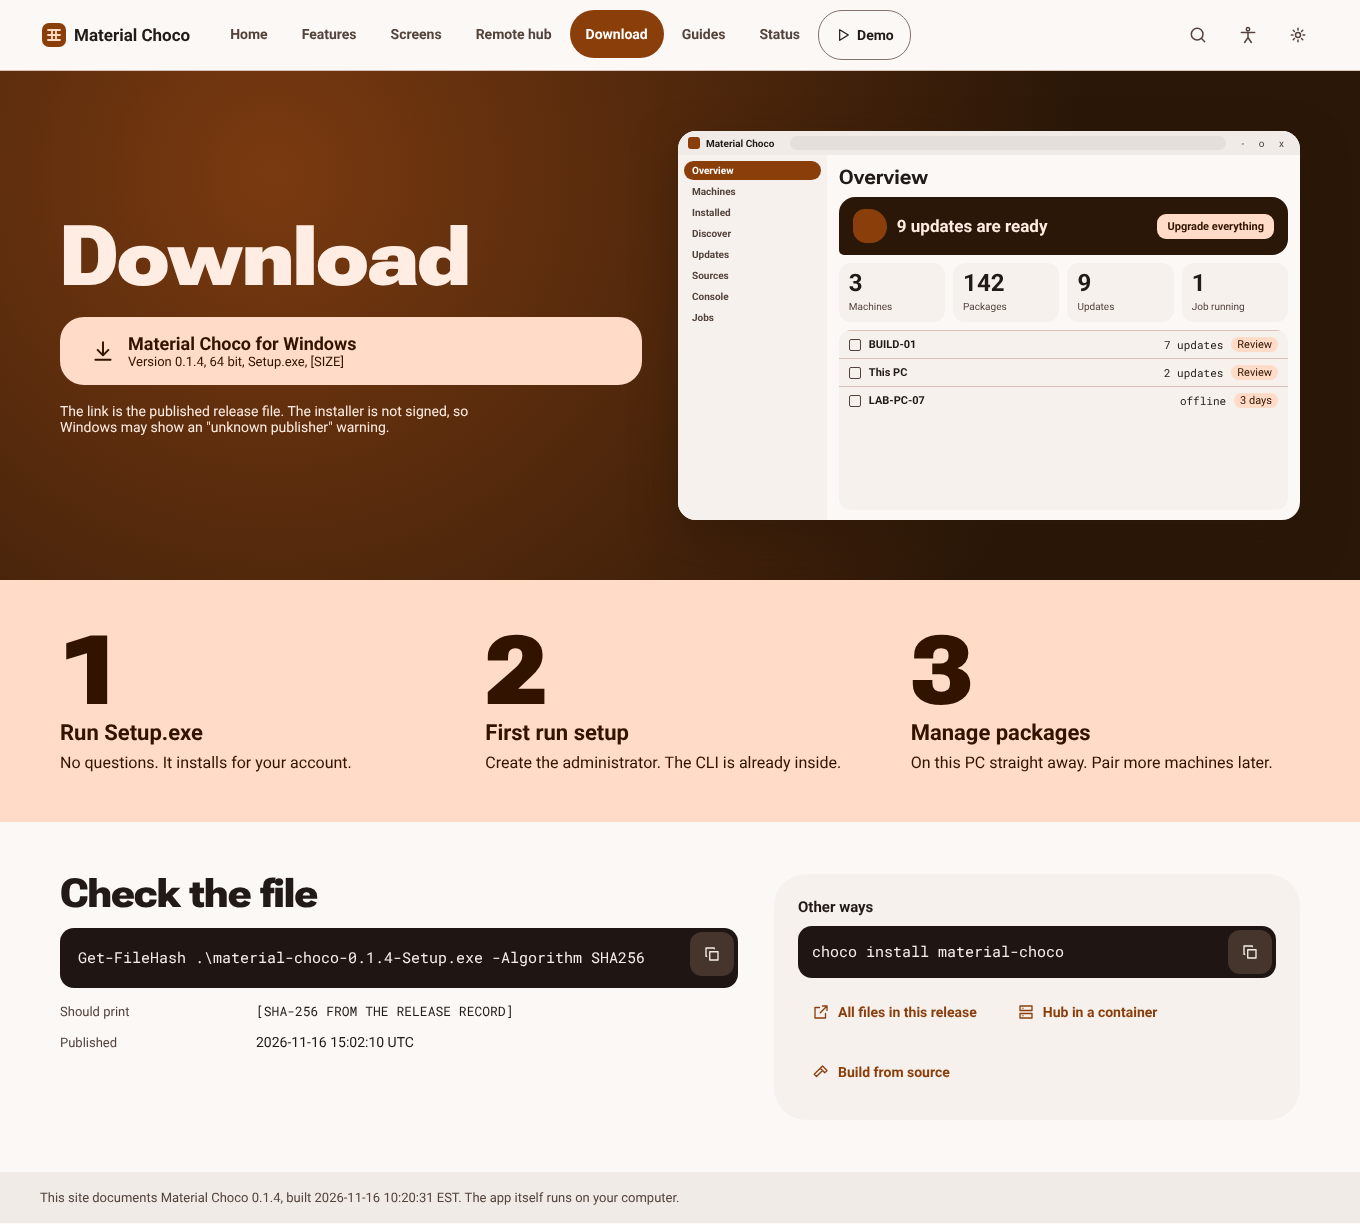 Material Choco
Home
Features
Screens
Remote hub
Download
Guides
Status
Demo
Download
Material Choco for Windows
Version 0.1.4, 64 bit, Setup.exe, [SIZE]
The link is the published release file. The installer is not signed, so
Windows may show an "unknown publisher" warning.
Material Choco
- o x
Overview
Machines
Installed
Discover
Updates
Sources
Console
Jobs
Overview
9 updates are ready
Upgrade everything
3
Machines
142
Packages
9
Updates
1
Job running
BUILD-01 7 updates Review
This PC 2 updates Review
LAB-PC-07 offline 3 days
1
Run Setup.exe
No questions. It installs for your account.
2
First run setup
Create the administrator. The CLI is already inside.
3
Manage packages
On this PC straight away. Pair more machines later.
Check the file
Get-FileHash .\material-choco-0.1.4-Setup.exe -Algorithm SHA256
Should print [SHA-256 FROM THE RELEASE RECORD]
Published 2026-11-16 15:02:10 UTC
Other ways
choco install material-choco
All files in this release
Hub in a container
Build from source
This site documents Material Choco 0.1.4, built 2026-11-16 10:20:31 EST. The app itself runs on your computer.